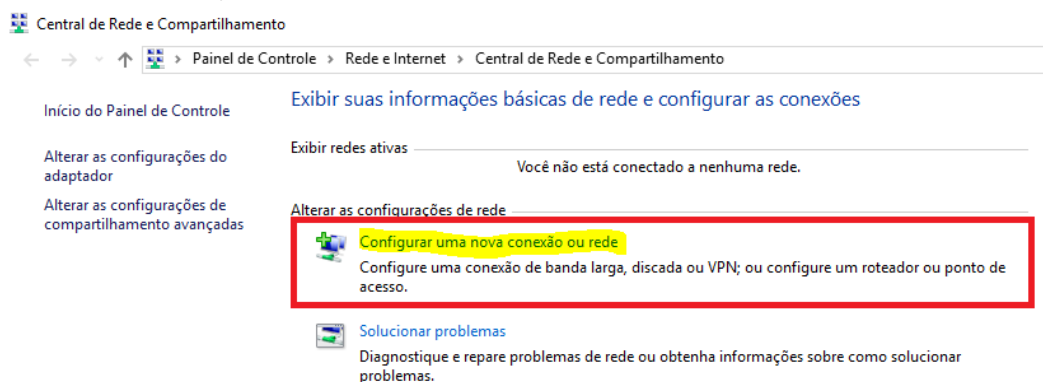 Central de Rede e Compartilhamento
Painel de Controle > Rede e Internet > Central de Rede e Compartilhamento
Início do Painel de Controle
Alterar as configurações do
adaptador
Alterar as configurações de
compartilhamento avançadas
Exibir suas informações básicas de rede e configurar as conexões
Exibir redes ativas
Você não está conectado a nenhuma rede.
Alterar as configurações de rede
Configurar uma nova conexão ou rede
Configure uma conexão de banda larga, discada ou VPN; ou configure um roteador ou ponto de
acesso.
Solucionar problemas
Diagnostique e repare problemas de rede ou obtenha informações sobre como solucionar
problemas.